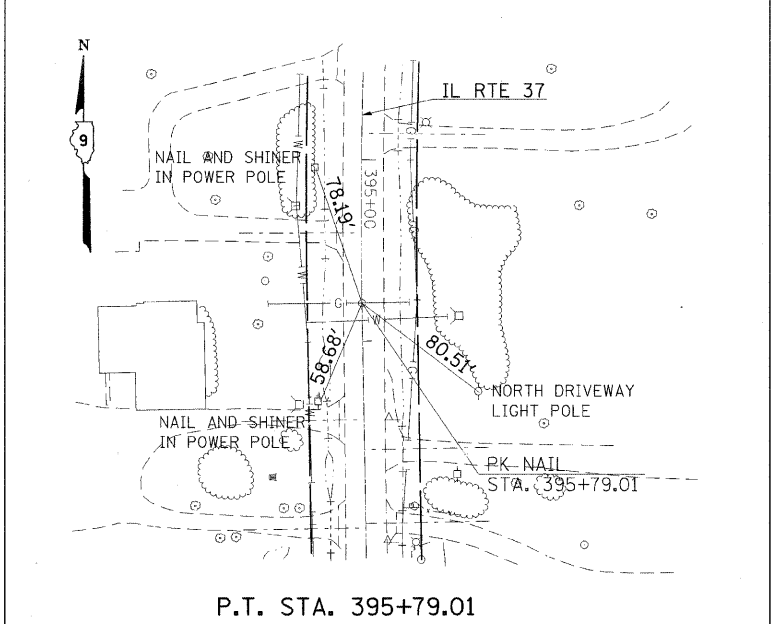 N
IL RTE 37
9
NAIL AND SHINER
IN POWER POLE
78.19'
395+00
W
G
W
G
W
58.68'
80.51'
G
NORTH DRIVEWAY
LIGHT POLE
NAIL AND SHINER
IN POWER POLE
PK NAIL
STA. 395+79.01
P.T. STA. 395+79.01